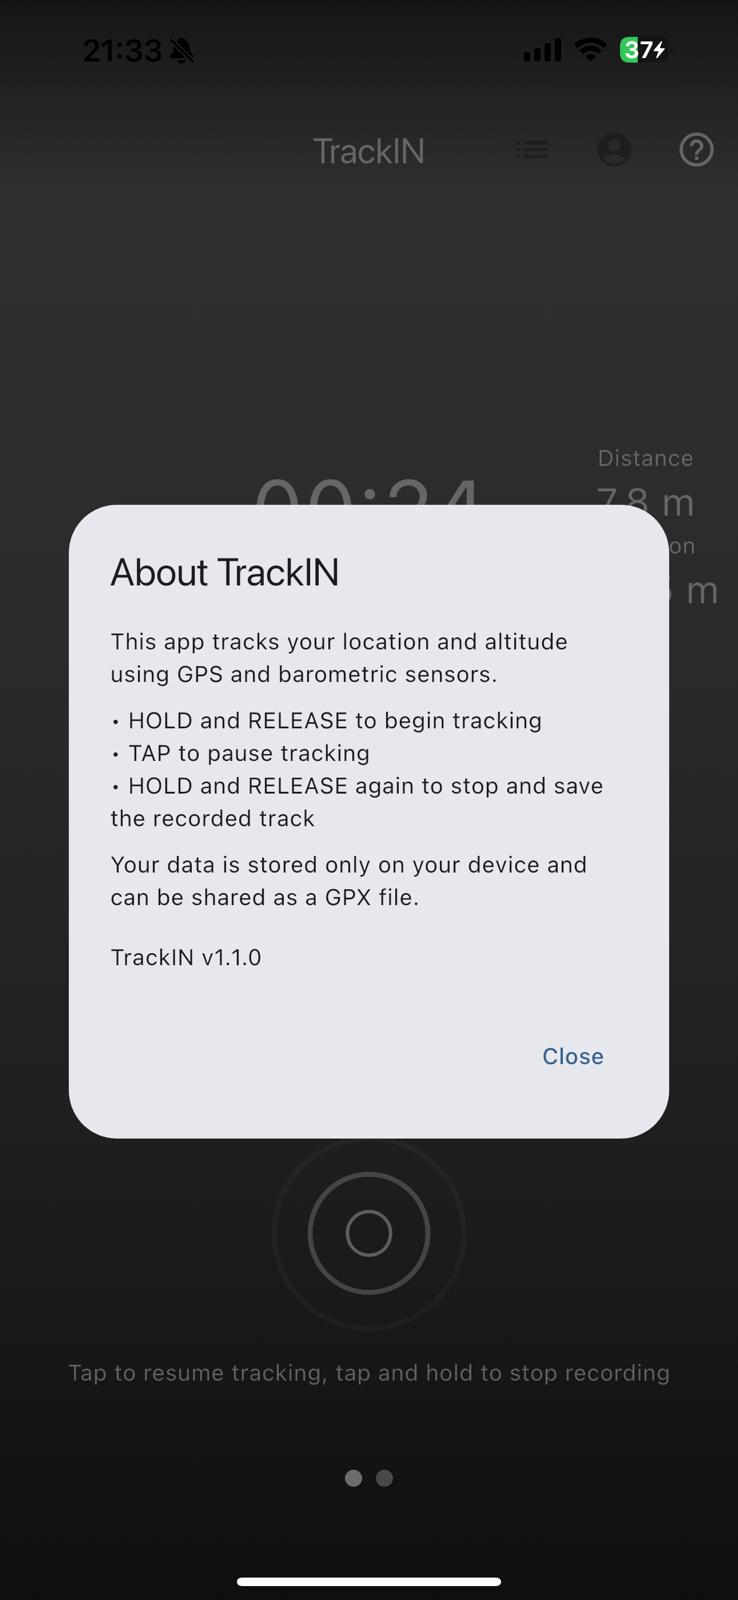 21:33
37
TrackIN
Distance
00:24
7.8 m
on
m
About TrackIN
This app tracks your location and altitude
using GPS and barometric sensors.
• HOLD and RELEASE to begin tracking
• TAP to pause tracking
• HOLD and RELEASE again to stop and save
the recorded track
Your data is stored only on your device and
can be shared as a GPX file.
TrackIN v1.1.0
Close
Tap to resume tracking, tap and hold to stop recording